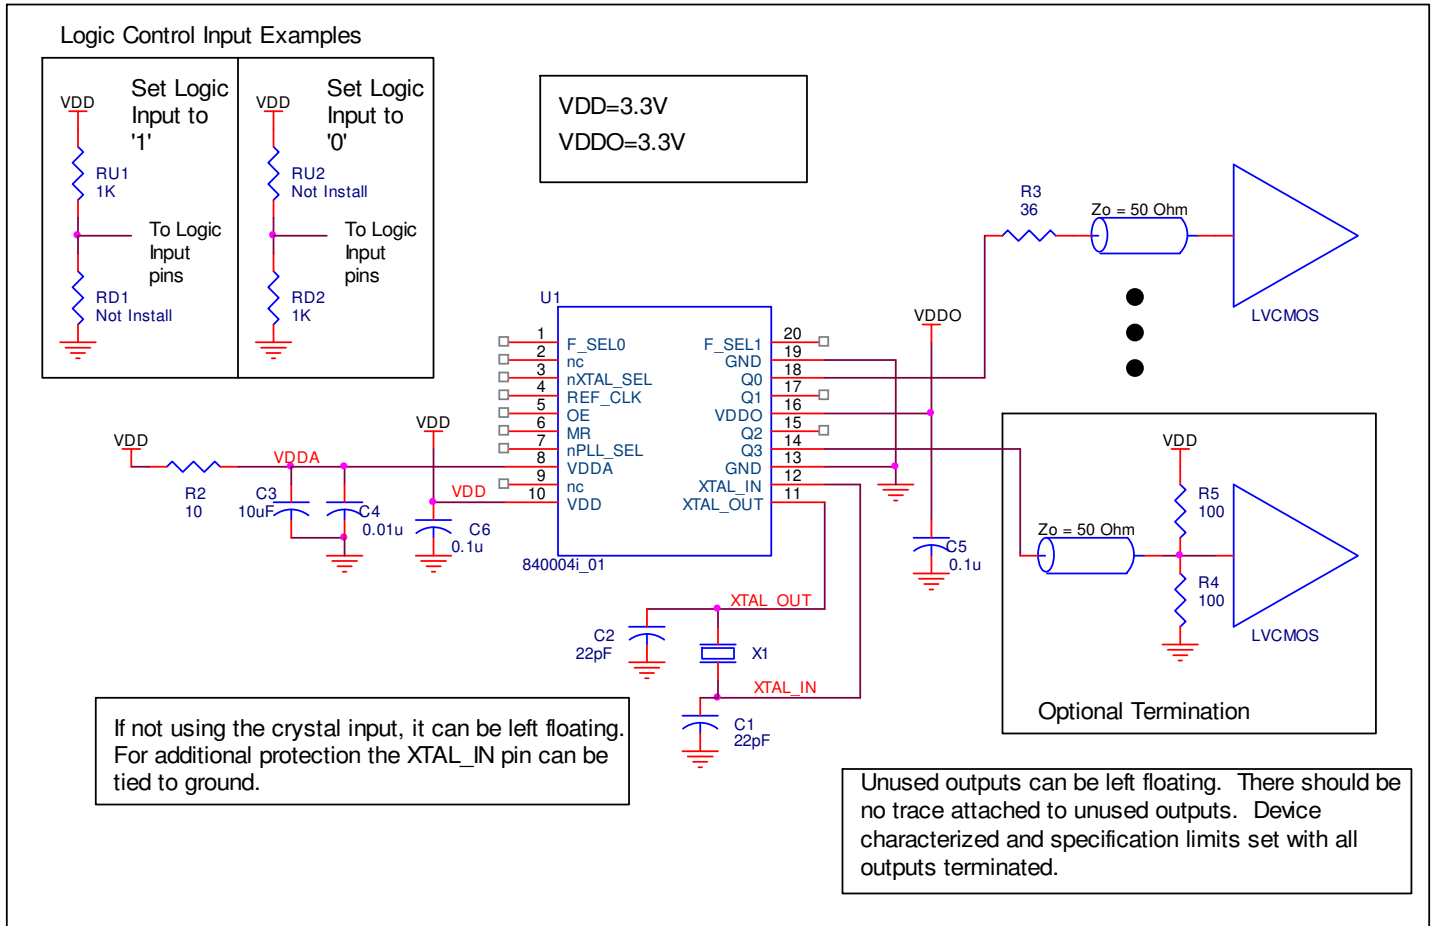 Logic Control Input Examples
VDD
Set Logic
Input to
'1'
RU1
1K
To Logic
Input
pins
RD1
Not Install
VDD
Set Logic
Input to
'0'
RU2
Not Install
To Logic
Input
pins
RD2
1K
VDD=3.3V
VDDO=3.3V
R3
36
Zo = 50 Ohm
LVCMOS
U1
1
F_SEL0
2
nc
3
nXTAL_SEL
4
REF_CLK
5
OE
6
MR
7
nPLL_SEL
8
VDDA
9
nc
10
VDD
20
F_SEL1
19
GND
18
Q0
17
Q1
16
VDDO
15
Q2
14
Q3
13
GND
12
XTAL_IN
11
XTAL_OUT
840004i_01
VDDO
C5
0.1u
VDD
VDDA
R2
10
C3
10uF
C4
0.01u
VDD
VDD
C6
0.1u
XTAL_OUT
C2
22pF
X1
XTAL_IN
C1
22pF
VDD
R5
100
Zo = 50 Ohm
R4
100
LVCMOS
Optional Termination
If not using the crystal input, it can be left floating.
For additional protection the XTAL_IN pin can be
tied to ground.
Unused outputs can be left floating. There should be
no trace attached to unused outputs. Device
characterized and specification limits set with all
outputs terminated.